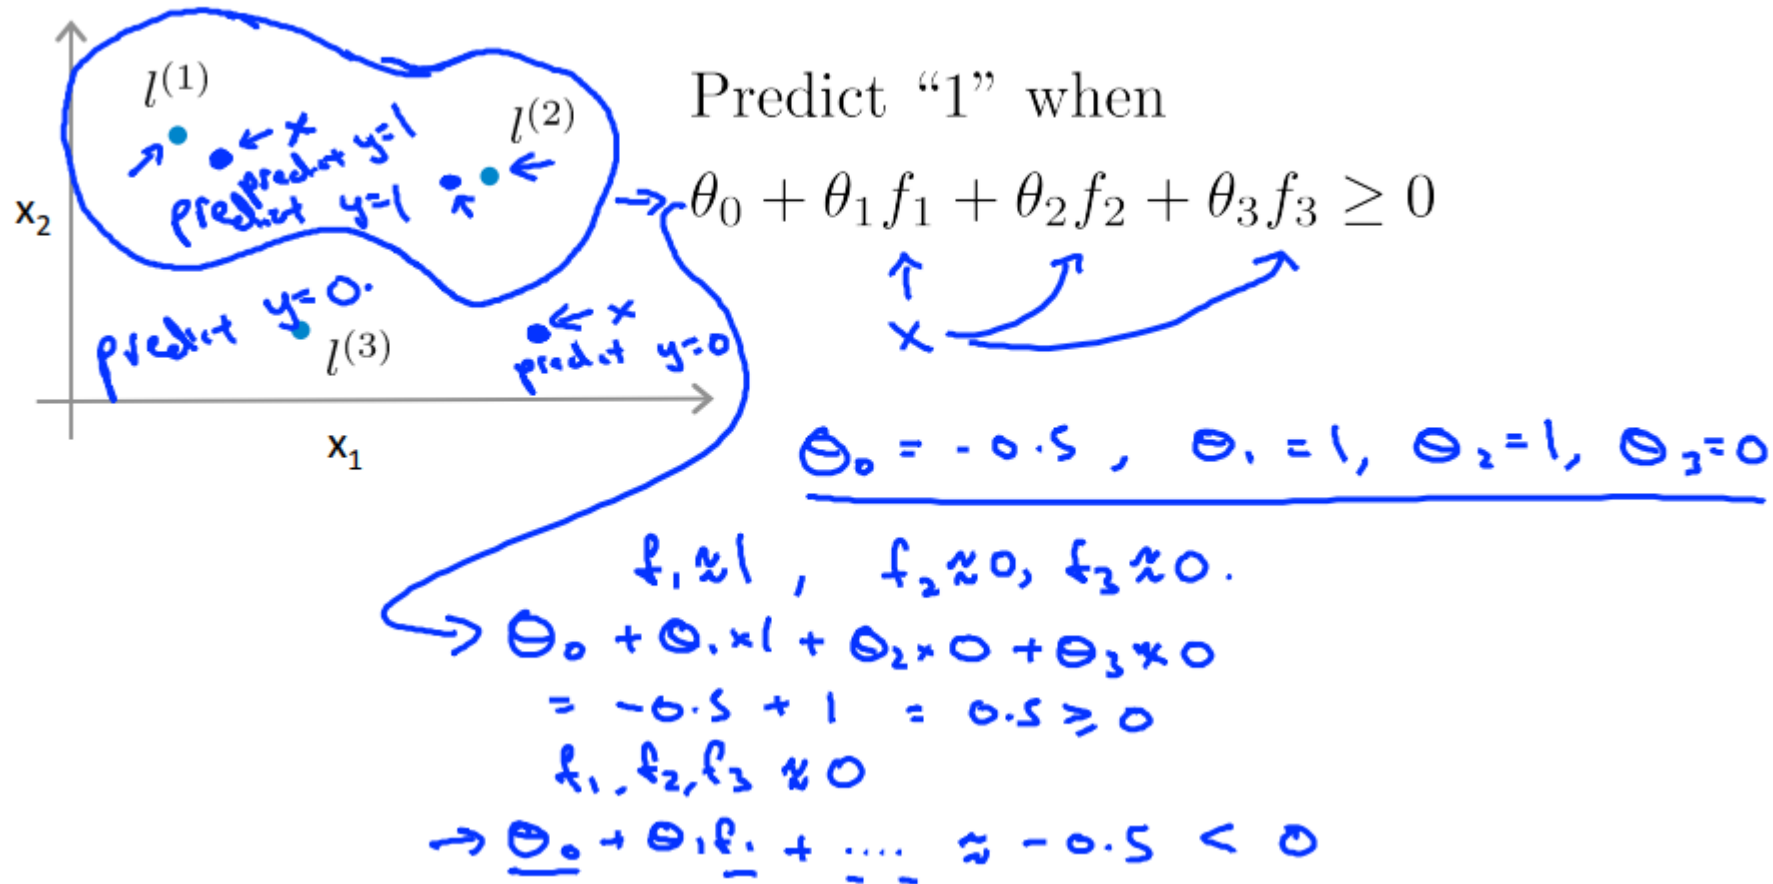 l^{(1)}
← x
predict y=1
l^{(2)}
predict y=1
x₂
predict y=0.
l^{(3)}
← x
predict y=0
x₁
Predict “1” when
→ θ₀ + θ₁f₁ + θ₂f₂ + θ₃f₃ ≥ 0
x
θ₀ = -0.5, θ₁ = 1, θ₂ = 1, θ₃ = 0
f₁ ≈ 1, f₂ ≈ 0, f₃ ≈ 0.
→ θ₀ + θ₁×1 + θ₂×0 + θ₃×0
= -0.5 + 1 = 0.5 ≥ 0
f₁, f₂, f₃ ≈ 0
→ θ₀ + θ₁f₁ + .... ≈ -0.5 < 0